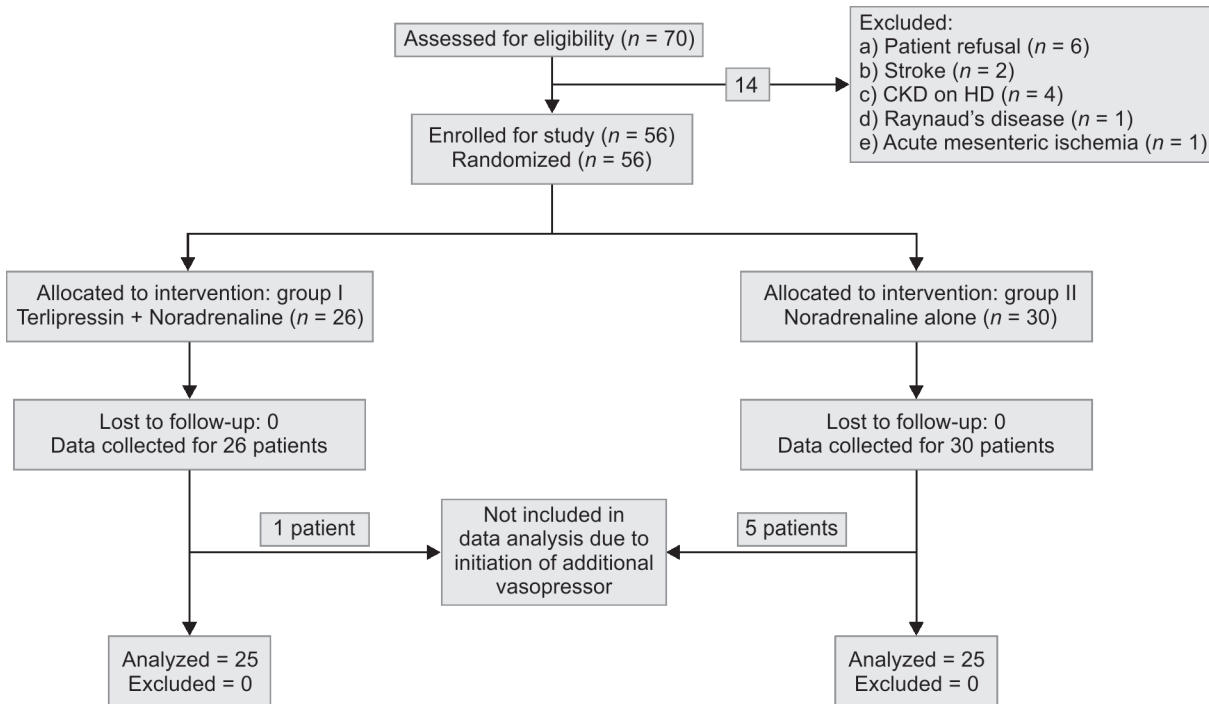 Assessed for eligibility (n = 70)
14
Excluded:
a) Patient refusal (n = 6)
b) Stroke (n = 2)
c) CKD on HD (n = 4)
d) Raynaud's disease (n = 1)
e) Acute mesenteric ischemia (n = 1)
Enrolled for study (n = 56)
Randomized (n = 56)
Allocated to intervention: group I
Terlipressin + Noradrenaline (n = 26)
Allocated to intervention: group II
Noradrenaline alone (n = 30)
Lost to follow-up: 0
Data collected for 26 patients
Lost to follow-up: 0
Data collected for 30 patients
1 patient
Not included in
data analysis due to
initiation of additional
vasopressor
5 patients
Analyzed = 25
Excluded = 0
Analyzed = 25
Excluded = 0